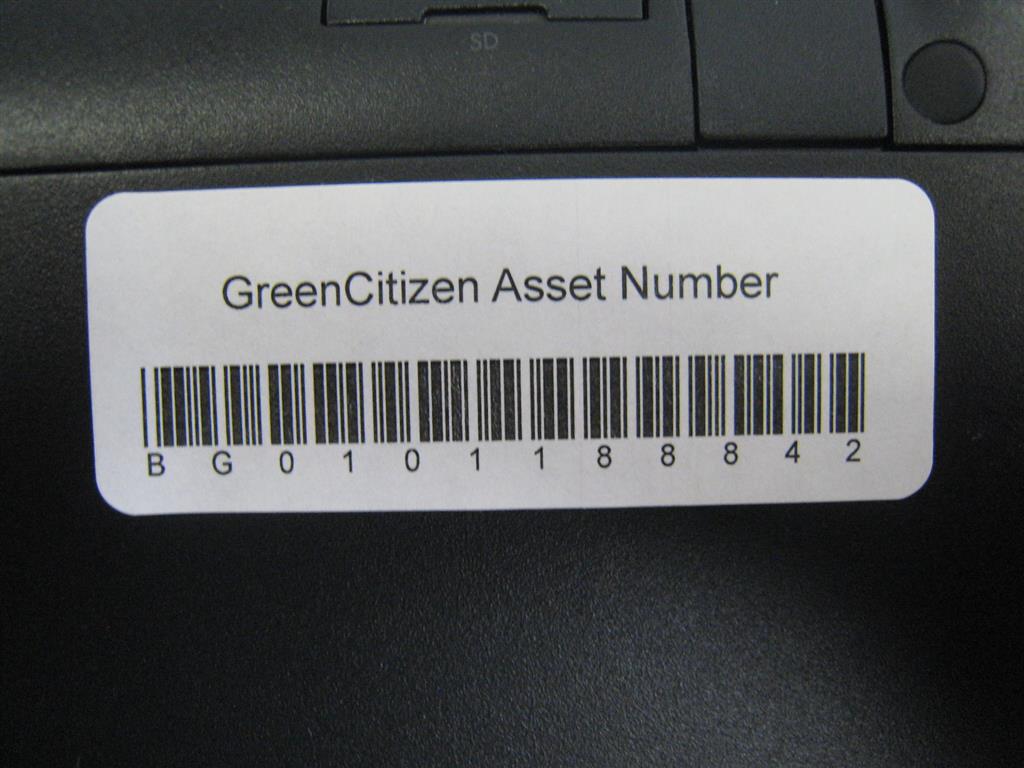 SD
GreenCitizen Asset Number
BG0101188842